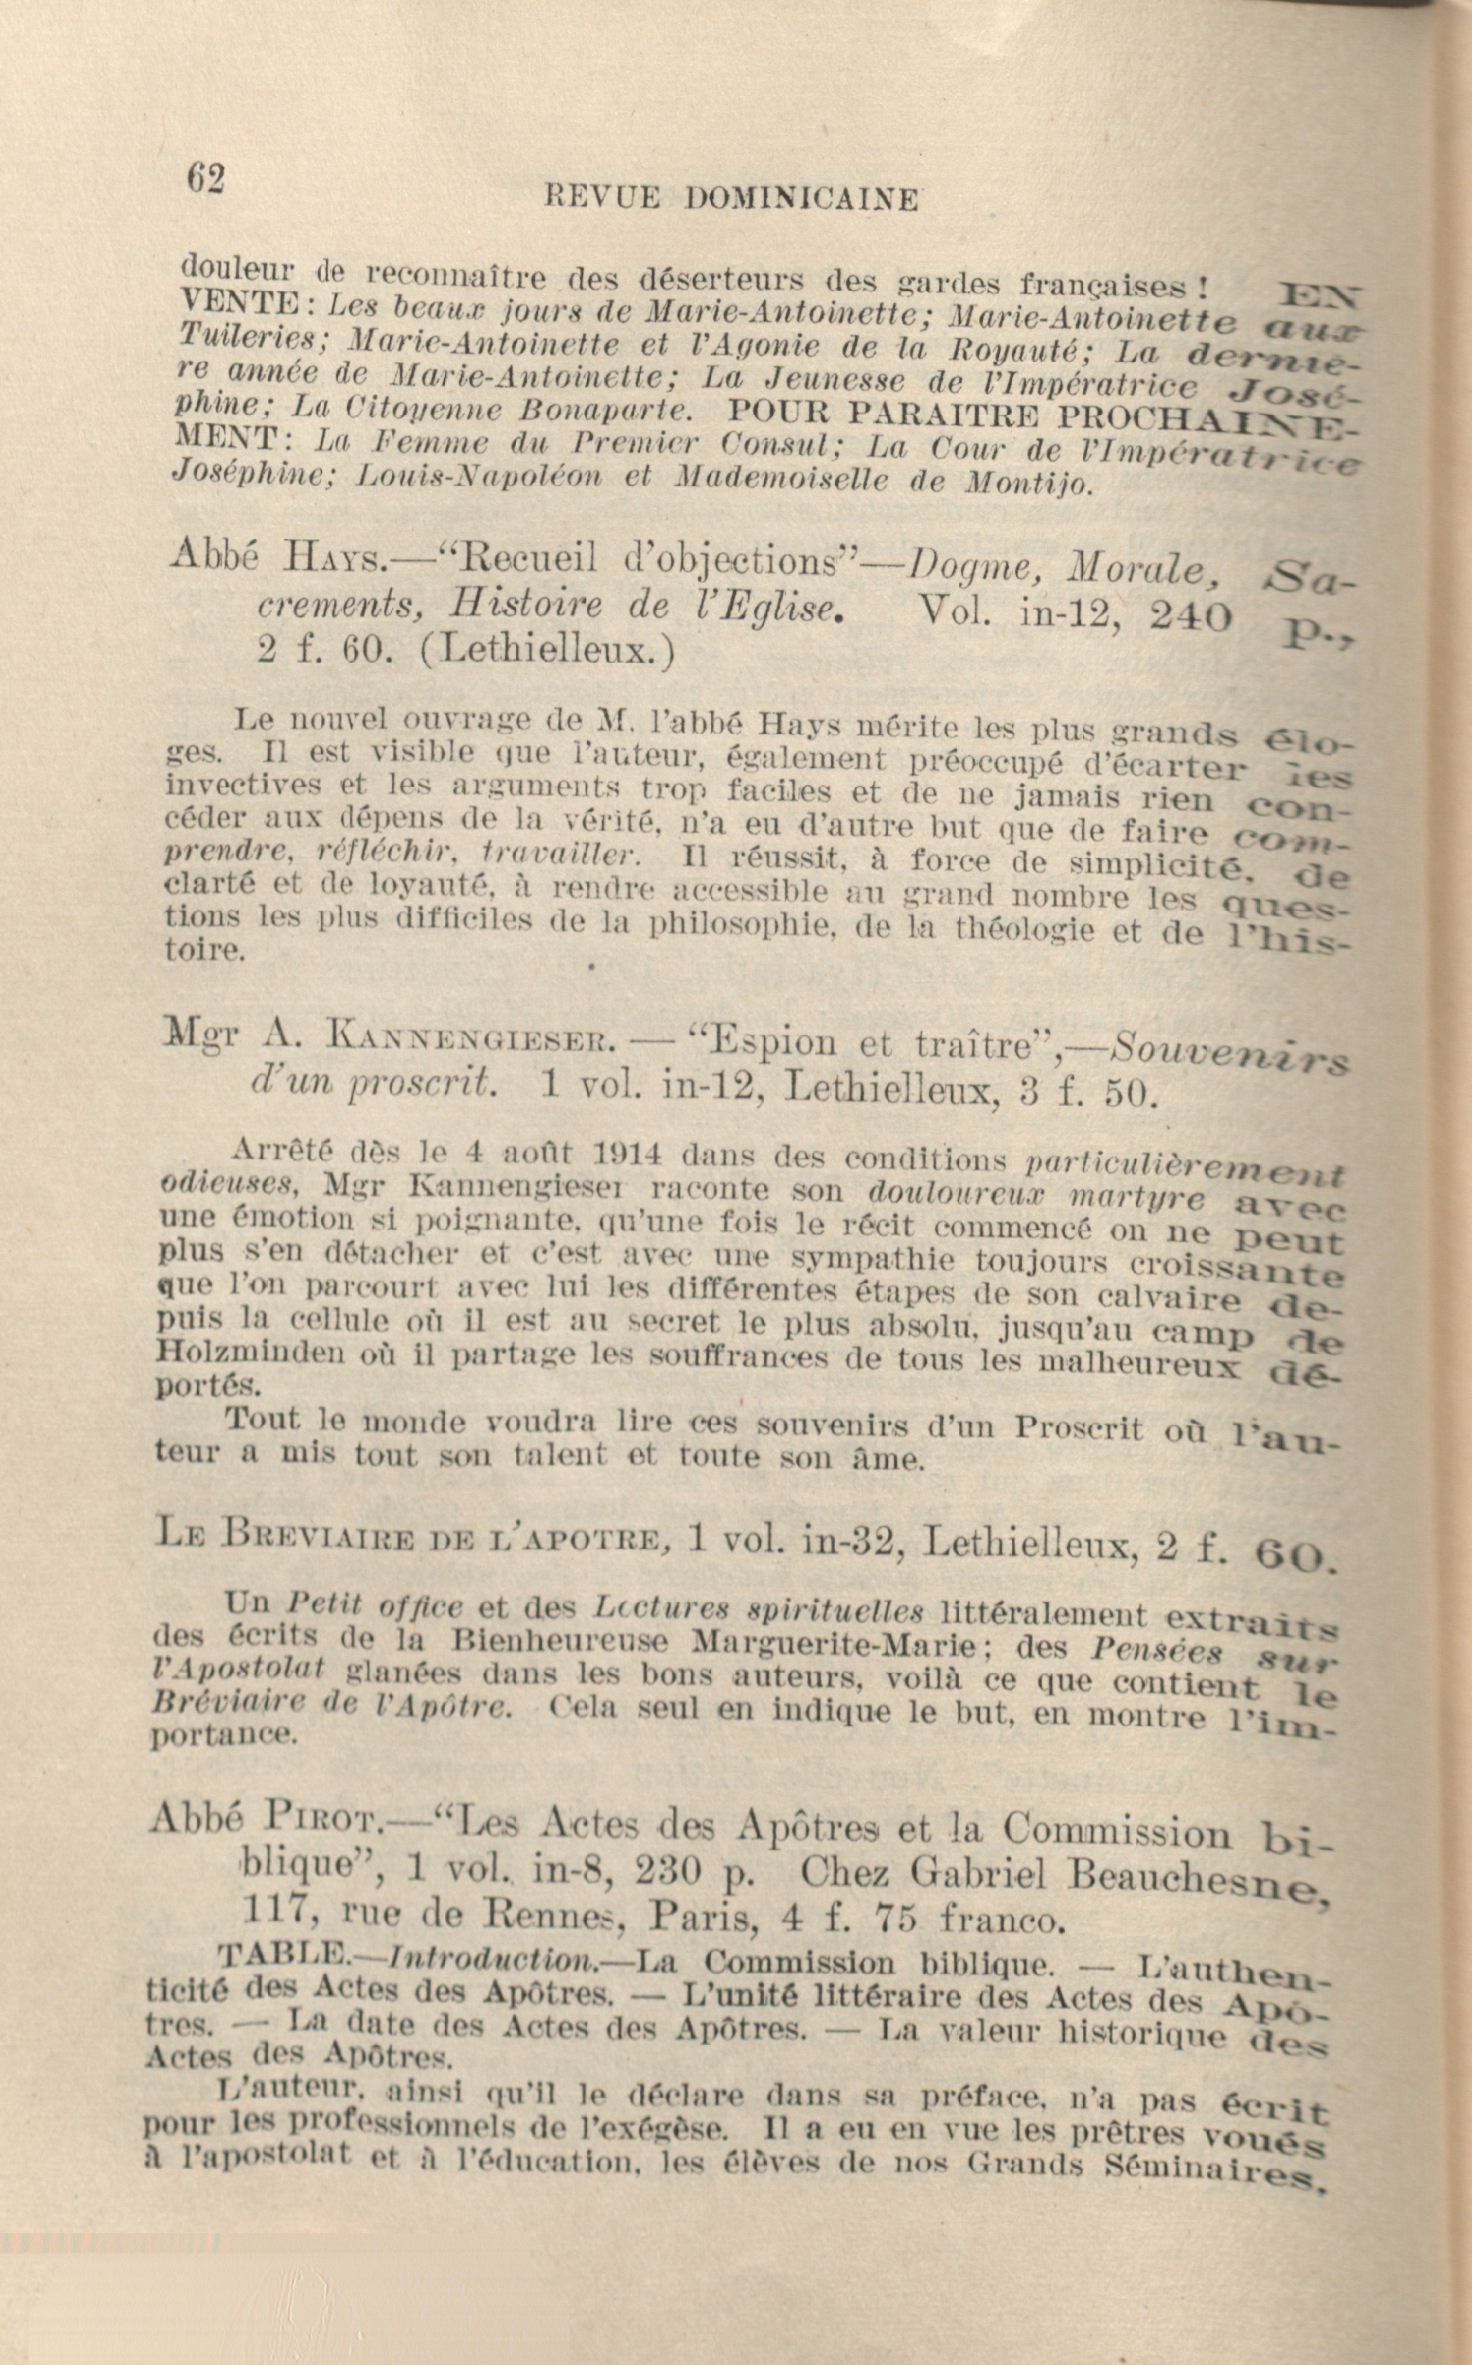 62
REVUE DOMINICAINE
douleur de reconnaître des déserteurs des gardes françaises ! EN
VENTE : Les beaux jours de Marie-Antoinette; Marie-Antoinette aux
Tuileries; Marie-Antoinette et l'Agonie de la Royauté; La derniè-
re année de Marie-Antoinette; La Jeunesse de l'Impératrice José-
phine; La Citoyenne Bonaparte. POUR PARAITRE PROCHAINE-
MENT: La Femme du Premier Consul; La Cour de l'Impératrice
Joséphine; Louis-Napoléon et Mademoiselle de Montijo.
Abbé HAYS.—“Recueil d'objections”—Dogme, Morale, Sa-
crements, Histoire de l'Eglise. Vol. in-12, 240 p.,
2 f. 60. (Lethielleux.)
Le nouvel ouvrage de M. l'abbé Hays mérite les plus grands élo-
ges. Il est visible que l'auteur, également préoccupé d'écarter les
invectives et les arguments trop faciles et de ne jamais rien con-
céder aux dépens de la vérité, n'a eu d'autre but que de faire com-
prendre, réfléchir, travailler. Il réussit, à force de simplicité, de
clarté et de loyauté, à rendre accessible au grand nombre les ques-
tions les plus difficiles de la philosophie, de la théologie et de l'his-
toire.
Mgr A. KANNENGIESER. — “Espion et traître”,—Souvenirs
d'un proscrit. 1 vol. in-12, Lethielleux, 3 f. 50.
Arrêté dès le 4 août 1914 dans des conditions particulièrement
odieuses, Mgr Kannengieser raconte son douloureux martyre avec
une émotion si poignante, qu'une fois le récit commencé on ne peut
plus s'en détacher et c'est avec une sympathie toujours croissante
que l'on parcourt avec lui les différentes étapes de son calvaire de-
puis la cellule où il est au secret le plus absolu, jusqu'au camp de
Holzminden où il partage les souffrances de tous les malheureux dé-
portés.
Tout le monde voudra lire ces souvenirs d'un Proscrit où l'au-
teur a mis tout son talent et toute son âme.
LE BREVIAIRE DE L'APOTRE, 1 vol. in-32, Lethielleux, 2 f. 60.
Un Petit office et des Lectures spirituelles littéralement extraits
des écrits de la Bienheureuse Marguerite-Marie; des Pensées sur
l'Apostolat glanées dans les bons auteurs, voilà ce que contient le
Bréviaire de l'Apôtre. Cela seul en indique le but, en montre l'im-
portance.
Abbé PIROT.—“Les Actes des Apôtres et la Commission bi-
blique”, 1 vol. in-8, 230 p. Chez Gabriel Beauchesne,
117, rue de Rennes, Paris, 4 f. 75 franco.
TABLE.—Introduction.—La Commission biblique. — L'authen-
ticité des Actes des Apôtres. — L'unité littéraire des Actes des Apô-
tres. — La date des Actes des Apôtres. — La valeur historique des
Actes des Apôtres.
L'auteur, ainsi qu'il le déclare dans sa préface, n'a pas écrit
pour les professionnels de l'exégèse. Il a eu en vue les prêtres voués
à l'apostolat et à l'éducation, les élèves de nos Grands Séminaires.